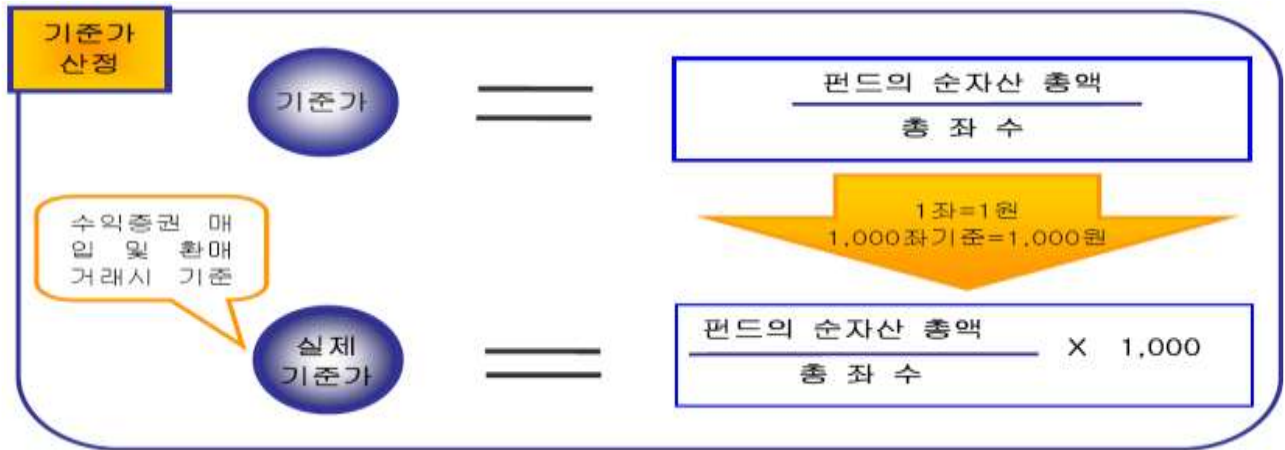 기준가
산정
기준가
펀드의 순자산 총액
총 좌 수
1좌=1원
1,000좌기준=1,000원
수익증권 매
입 및 환매
거래시 기준
실제
기준가
펀드의 순자산 총액
총 좌 수
X 1,000